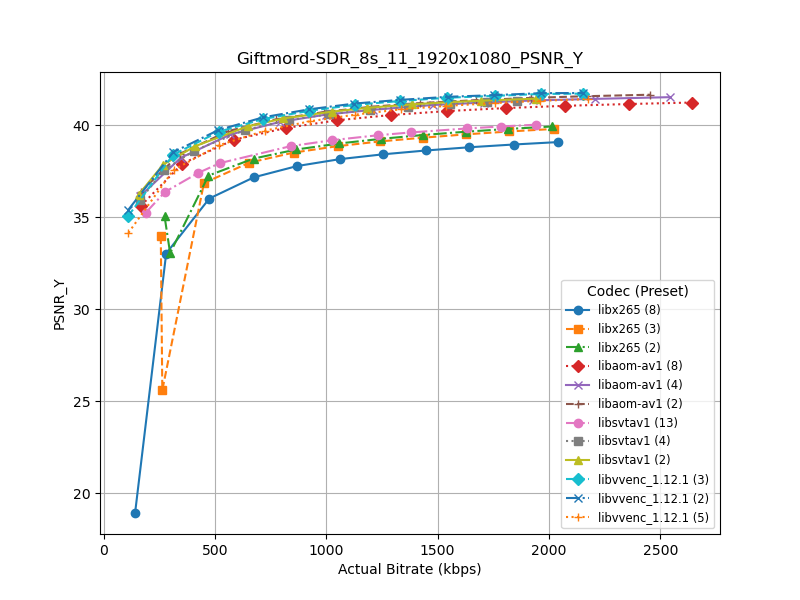 Giftmord-SDR_8s_11_1920x1080_PSNR_Y
PSNR_Y
40
35
30
25
20
0
500
1000
1500
2000
2500
Actual Bitrate (kbps)
Codec (Preset)
libx265 (8)
libx265 (3)
libx265 (2)
libaom-av1 (8)
libaom-av1 (4)
libaom-av1 (2)
libsvtav1 (13)
libsvtav1 (4)
libsvtav1 (2)
libvvenc_1.12.1 (3)
libvvenc_1.12.1 (2)
libvvenc_1.12.1 (5)